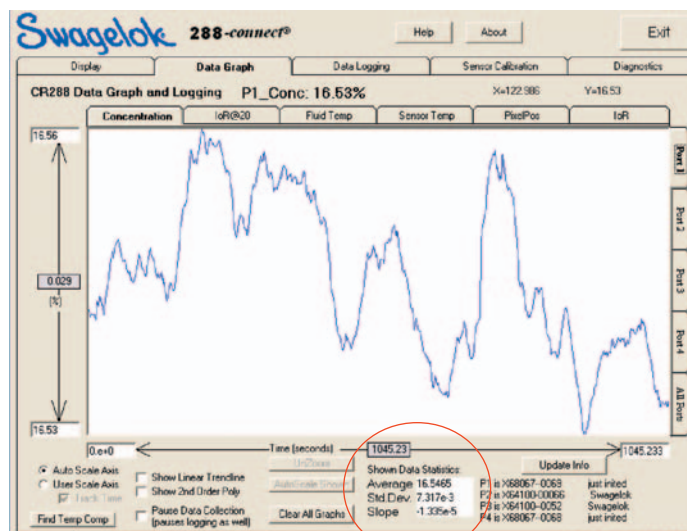 Swagelok 288-connect® Help About Exit
Display Data Graph Data Logging Sensor Calibration Diagnostics
CR288 Data Graph and Logging P1_Conc: 16.53% X=122.986 Y=16.53
Concentration IoR@20 Fluid Temp Sensor Temp PixelPos IoR
16.56
Port 1
Port 2
0.029
(%)
Port 3
Port 4
All Ports
16.53
0.e+0 Time (seconds) 1045.23 1045.233
Auto Scale Axis
User Scale Axis
Track Time
Find Temp Comp
Show Linear Trendline
Show 2nd Order Poly
Pause Data Collection
(pauses logging as well)
UnZoom
AutoScale Shown
Clear All Graphs
Shown Data Statistics:
Average 16.5465
Std.Dev. 7.317e-3
Slope -1.335e-5
Update Info
P1 is X68067-0069 just inited
P2 is X64100-00066 Swagelok
P3 is X64100-0052 Swagelok
P4 is X68067-0068 just inited